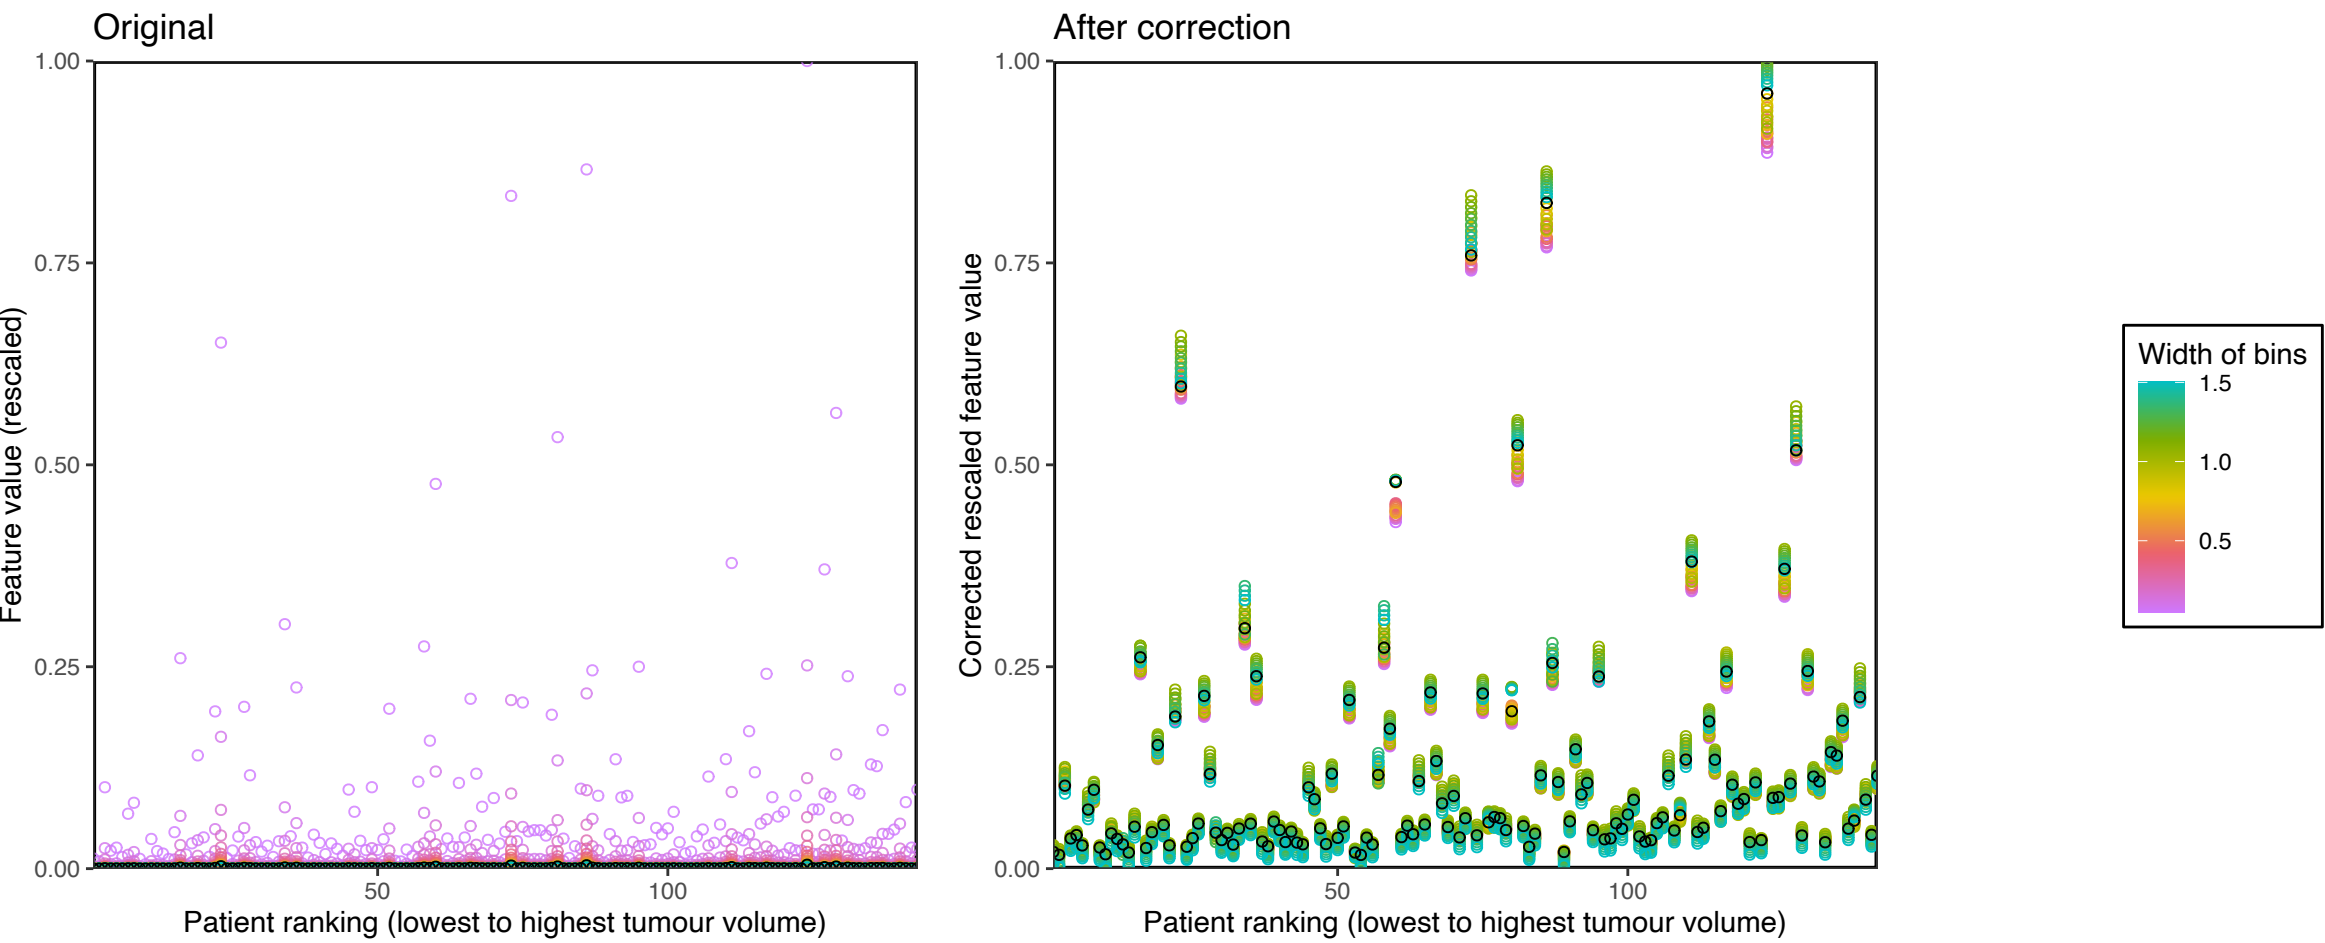 Original
After correction
1.00
0.75
0.50
0.25
0.00
Feature value (rescaled)
50
100
Patient ranking (lowest to highest tumour volume)
1.00
0.75
0.50
0.25
0.00
Corrected rescaled feature value
50
100
Patient ranking (lowest to highest tumour volume)
Width of bins
1.5
1.0
0.5